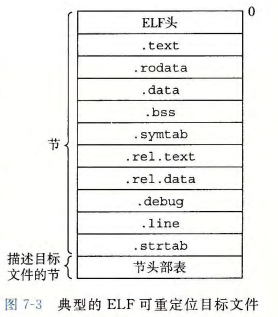 0
ELF头
.text
.rodata
.data
.bss
.symtab
.rel.text
.rel.data
.debug
.line
.strtab
节头部表
节
描述目标
文件的节
图 7-3 典型的 ELF 可重定位目标文件